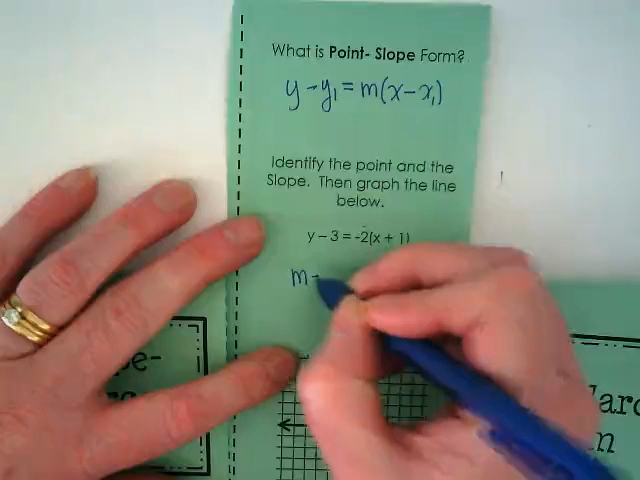 What is Point- Slope Form?
y - y₁ = m(x - x₁)
Identify the point and the
Slope. Then graph the line
below.
y – 3 = -2(x + 1)
m -